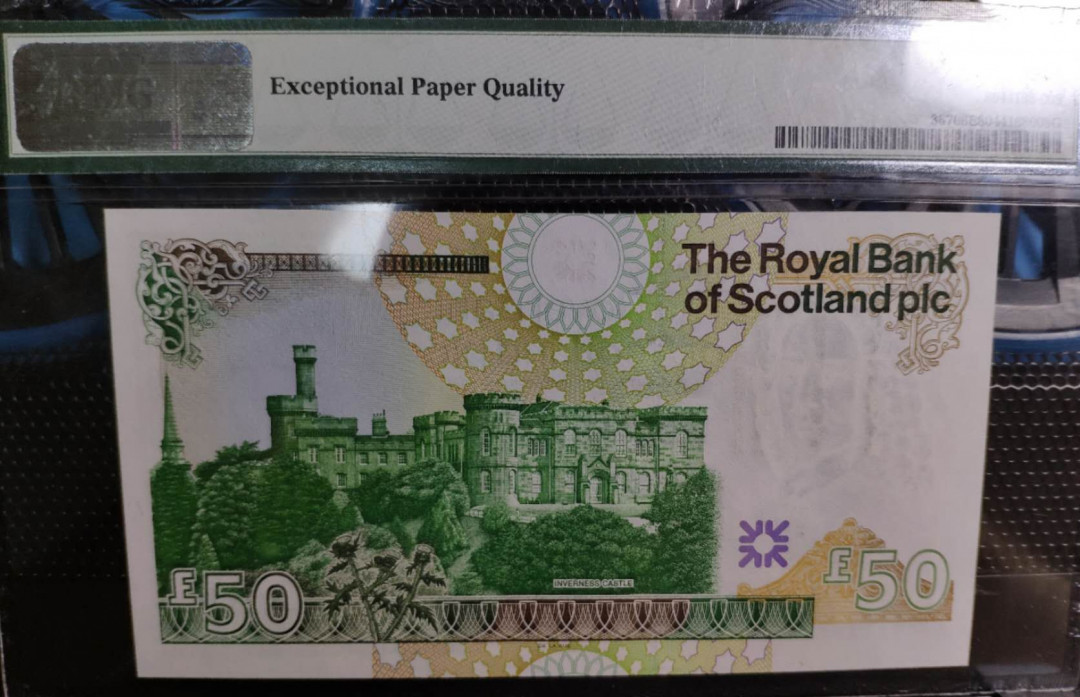 Exceptional Paper Quality
The Royal Bank
of Scotland plc
INVERNESS CASTLE
£50
£50